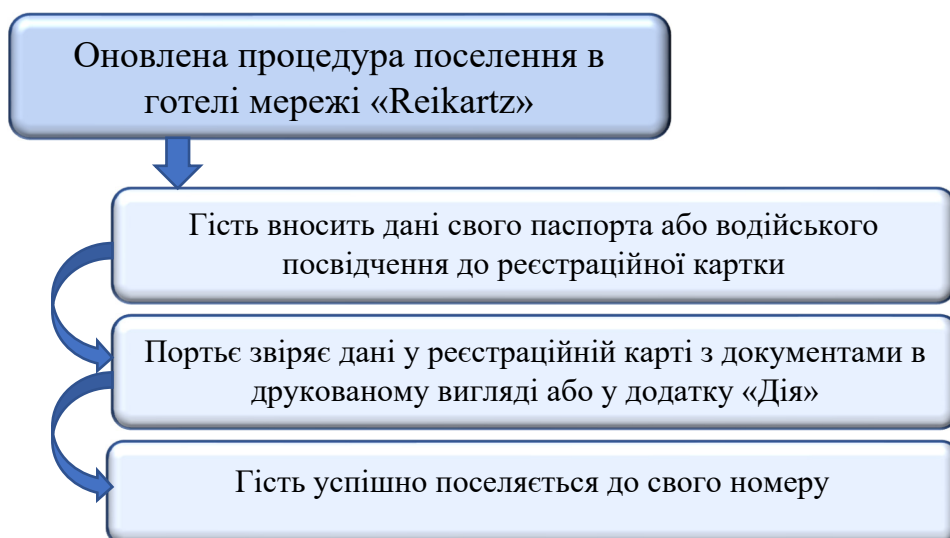 Оновлена процедура поселення в
готелі мережі «Reikartz»
Гість вносить дані свого паспорта або водійського
посвідчення до реєстраційної картки
Портьє звіряє дані у реєстраційній карті з документами в
друкованому вигляді або у додатку «Дія»
Гість успішно поселяється до свого номеру